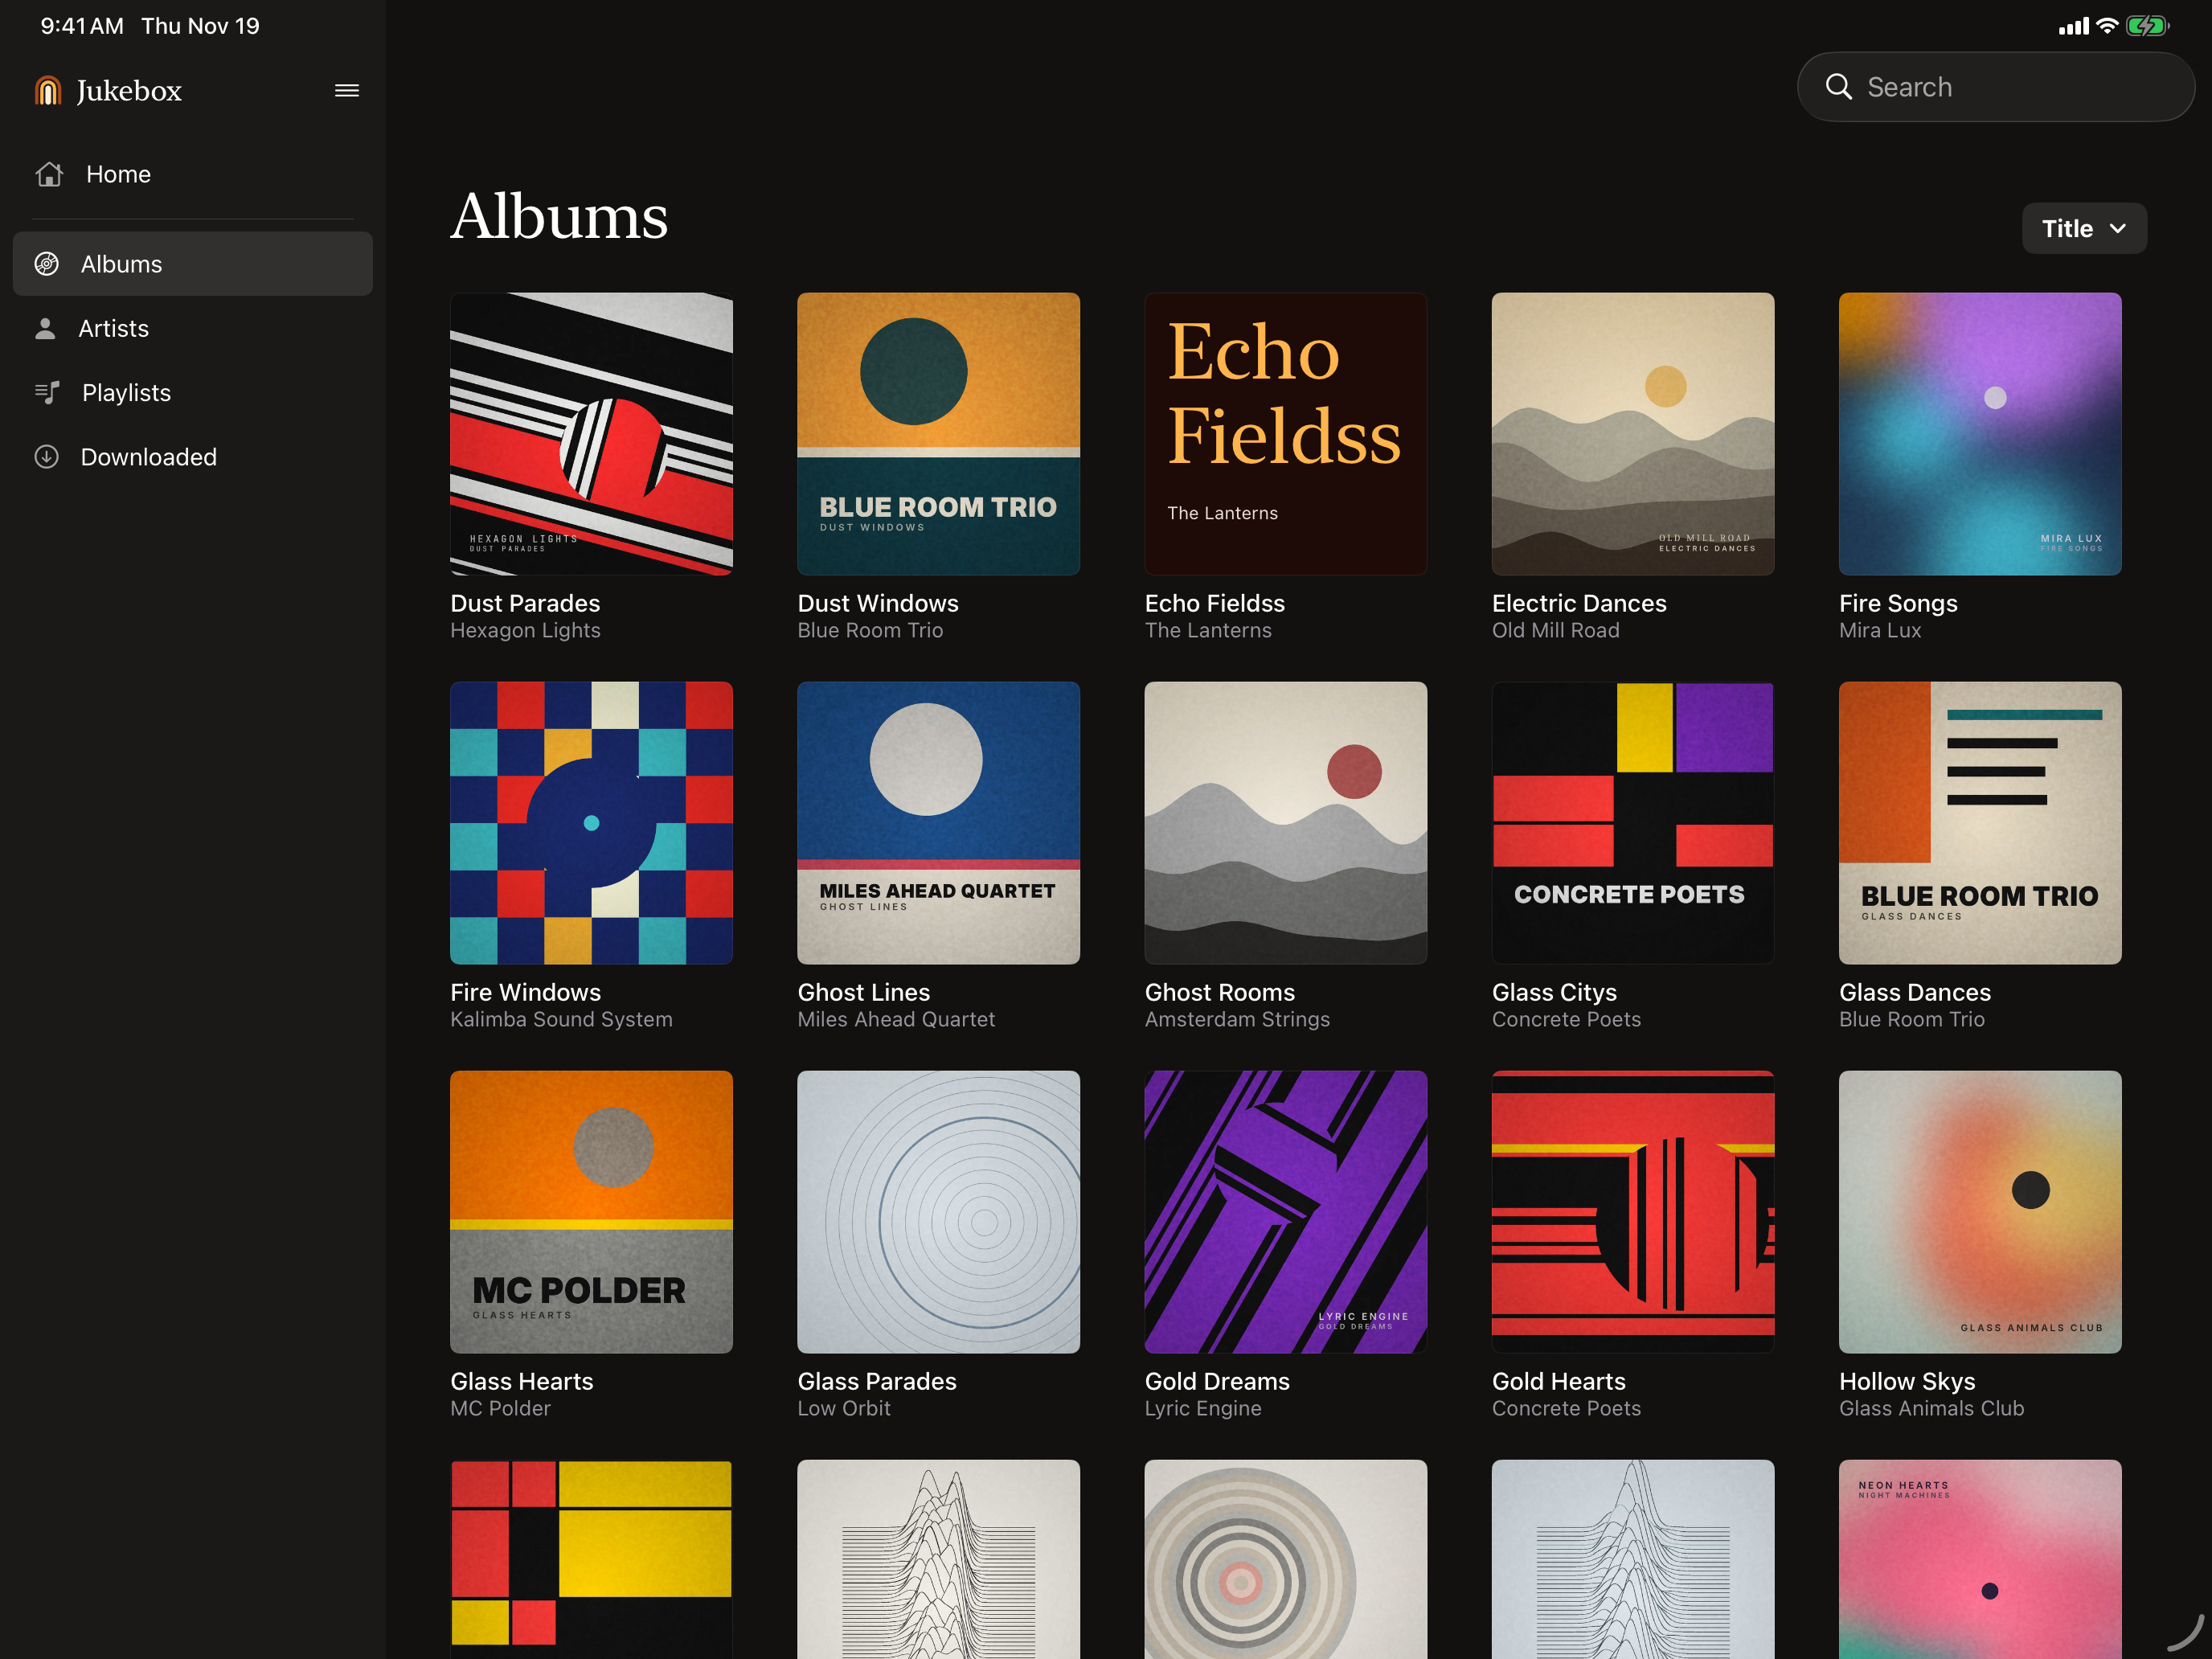 9:41 AM Thu Nov 19
Jukebox
Search
Home
Albums
Artists
Playlists
Downloaded
Albums
Title
HEXAGON LIGHTS
DUST PARADES
Dust Parades
Hexagon Lights
BLUE ROOM TRIO
DUST WINDOWS
Dust Windows
Blue Room Trio
Echo
Fieldss
The Lanterns
Echo Fieldss
The Lanterns
OLD MILL ROAD
ELECTRIC DANCES
Electric Dances
Old Mill Road
MIRA LUX
FIRE SONGS
Fire Songs
Mira Lux
Fire Windows
Kalimba Sound System
MILES AHEAD QUARTET
GHOST LINES
Ghost Lines
Miles Ahead Quartet
Ghost Rooms
Amsterdam Strings
CONCRETE POETS
Glass Citys
Concrete Poets
BLUE ROOM TRIO
GLASS DANCES
Glass Dances
Blue Room Trio
MC POLDER
GLASS HEARTS
Glass Hearts
MC Polder
Glass Parades
Low Orbit
LYRIC ENGINE
GOLD DREAMS
Gold Dreams
Lyric Engine
Gold Hearts
Concrete Poets
GLASS ANIMALS CLUB
Hollow Skys
Glass Animals Club
NEON HEARTS
NIGHT MACHINES